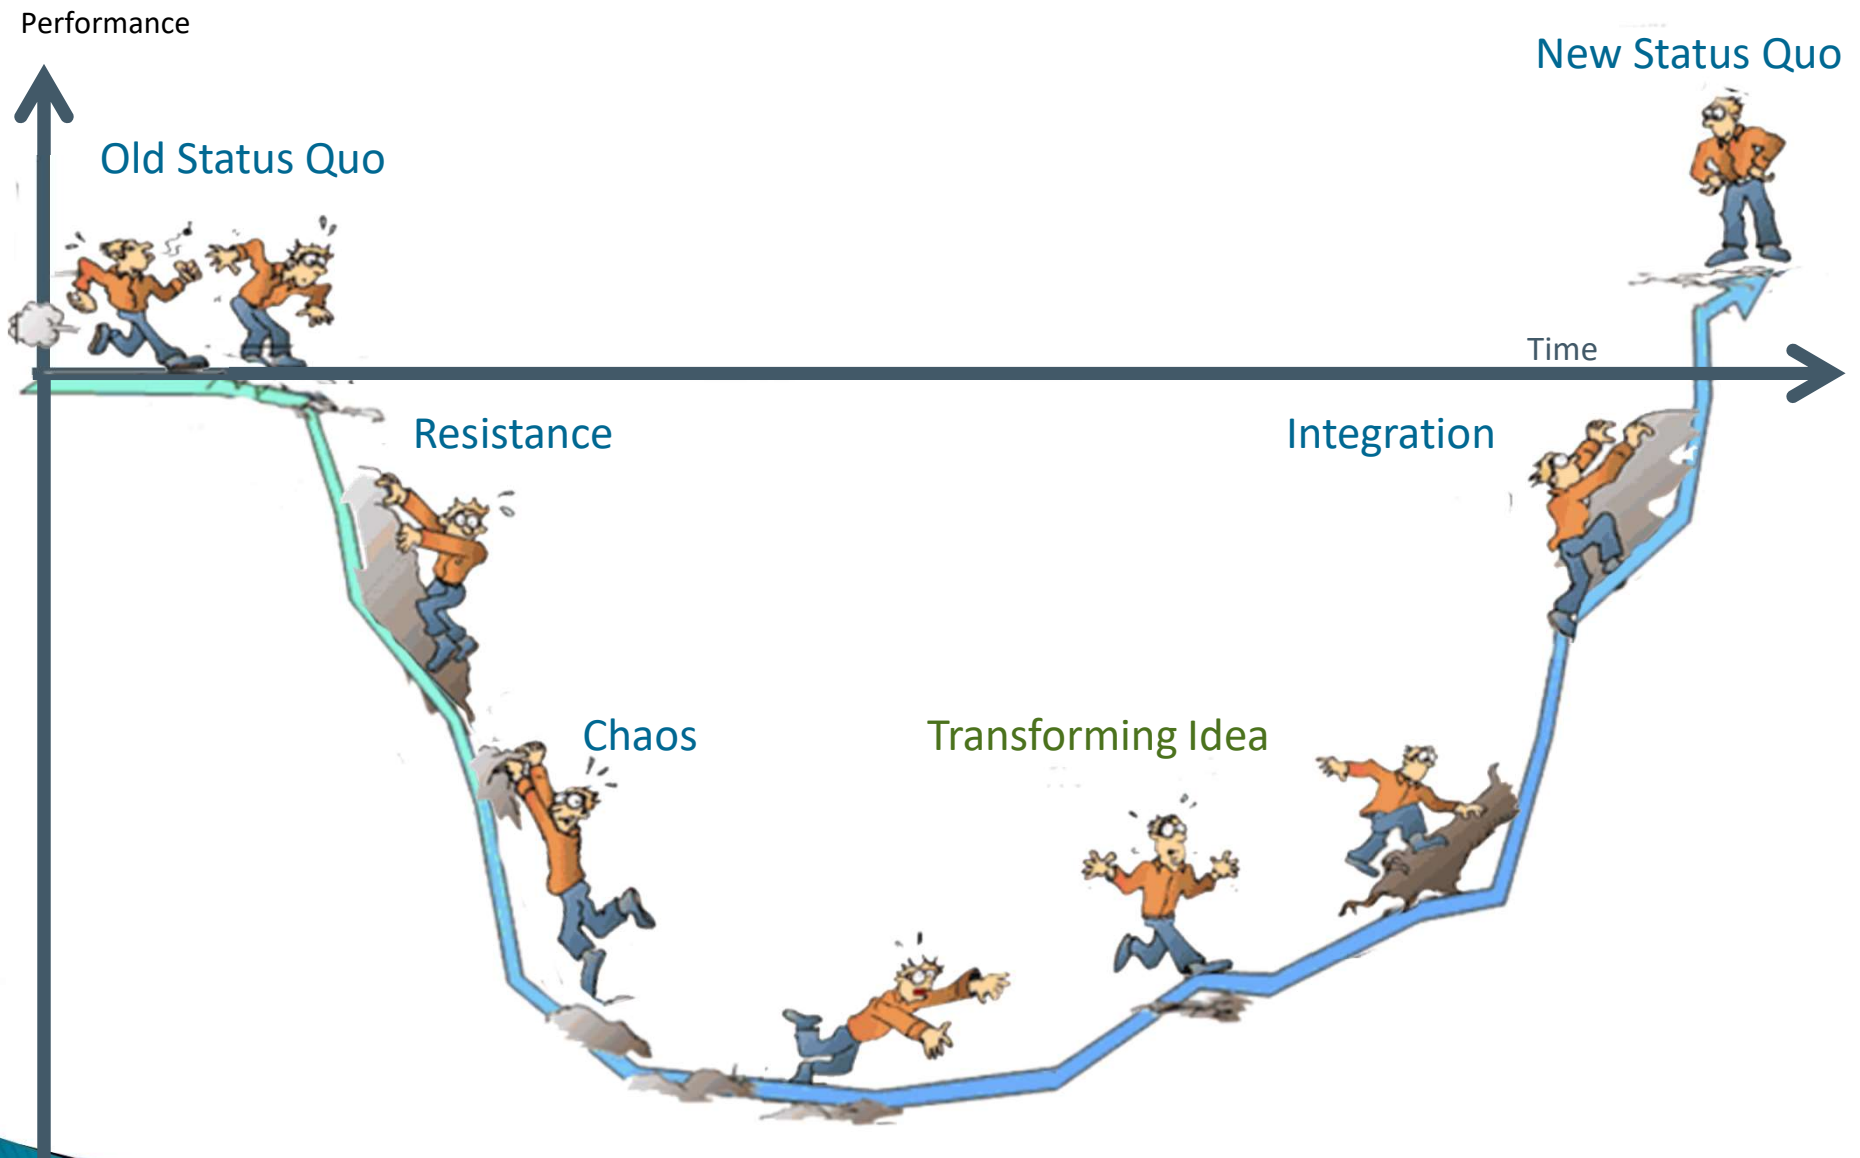 Performance
New Status Quo
Old Status Quo
Time
Resistance
Integration
Chaos
Transforming Idea